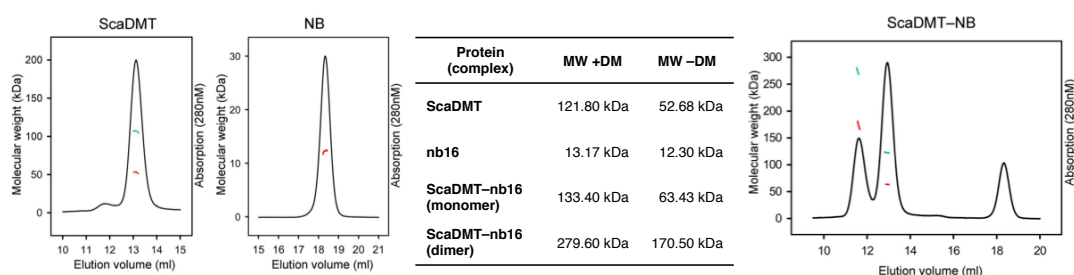 ScaDMT
Molecular weight (kDa)
200
150
100
50
0
10 11 12 13 14 15
Elution volume (ml)
Absorption (280nM)
NB
Molecular weight (kDa)
30
20
10
0
15 16 17 18 19 20 21
Elution volume (ml)
Absorption (280nM)
Protein (complex) MW +DM MW –DM
ScaDMT 121.80 kDa 52.68 kDa
nb16 13.17 kDa 12.30 kDa
ScaDMT–nb16 (monomer) 133.40 kDa 63.43 kDa
ScaDMT–nb16 (dimer) 279.60 kDa 170.50 kDa
ScaDMT–NB
Molecular weight (kDa)
300
250
200
150
100
50
0
10 12 14 16 18 20
Elution volume (ml)
Absorption (280nM)